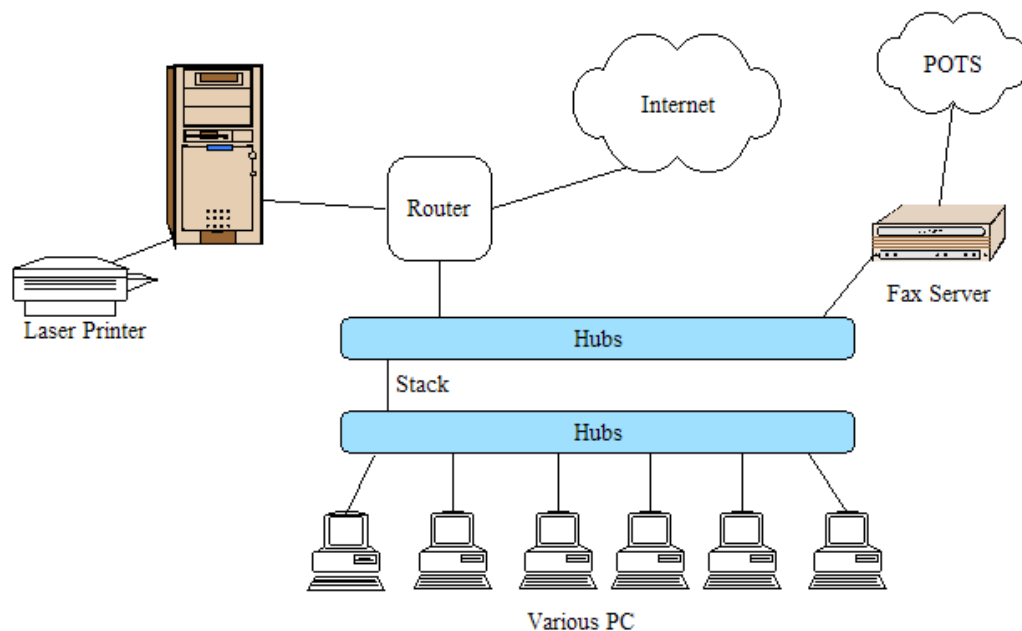 POTS
Internet
Router
Fax Server
Laser Printer
Hubs
Stack
Hubs
Various PC